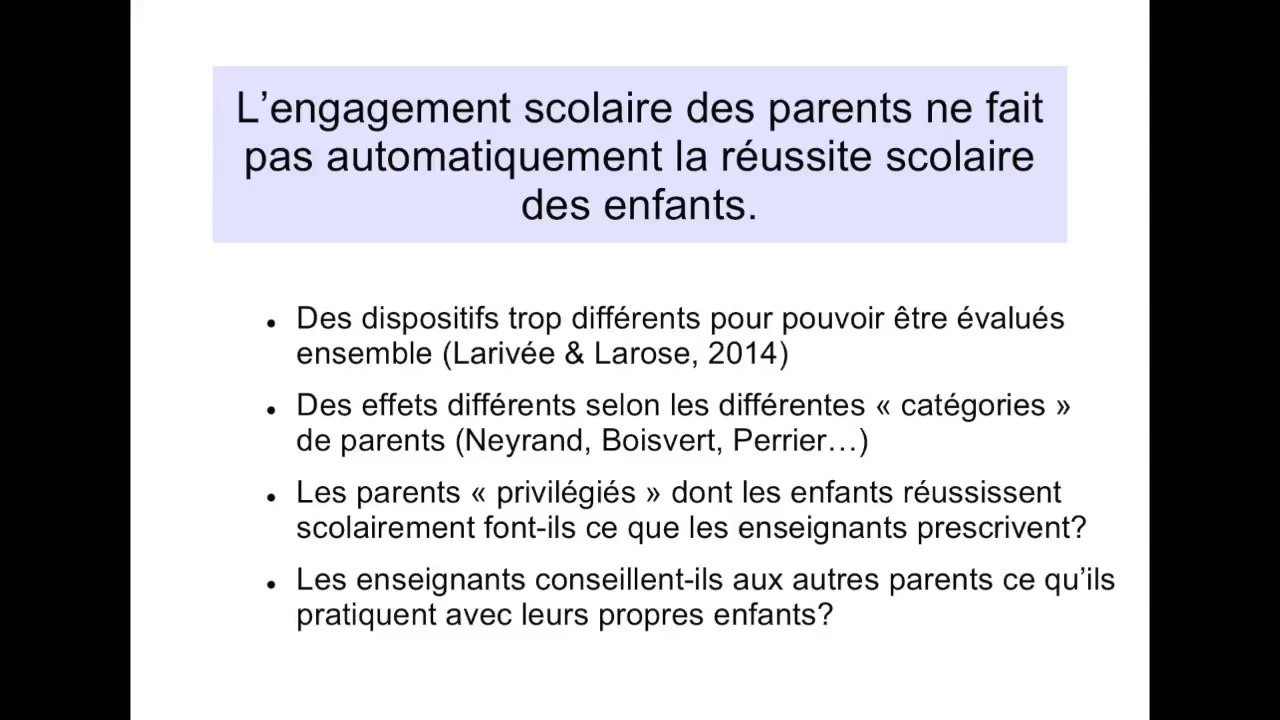 L’engagement scolaire des parents ne fait
pas automatiquement la réussite scolaire
des enfants.
● Des dispositifs trop différents pour pouvoir être évalués
ensemble (Larivée & Larose, 2014)
● Des effets différents selon les différentes « catégories »
de parents (Neyrand, Boisvert, Perrier…)
● Les parents « privilégiés » dont les enfants réussissent
scolairement font-ils ce que les enseignants prescrivent?
● Les enseignants conseillent-ils aux autres parents ce qu’ils
pratiquent avec leurs propres enfants?